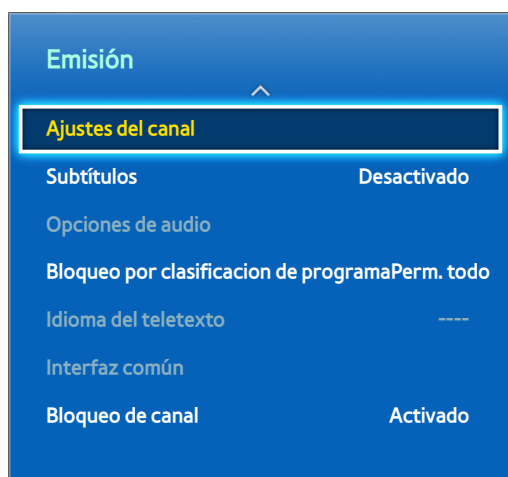 Emisión
Ajustes del canal
Subtítulos Desactivado
Opciones de audio
Bloqueo por clasificacion de programaPerm. todo
Idioma del teletexto ----
Interfaz común
Bloqueo de canal Activado